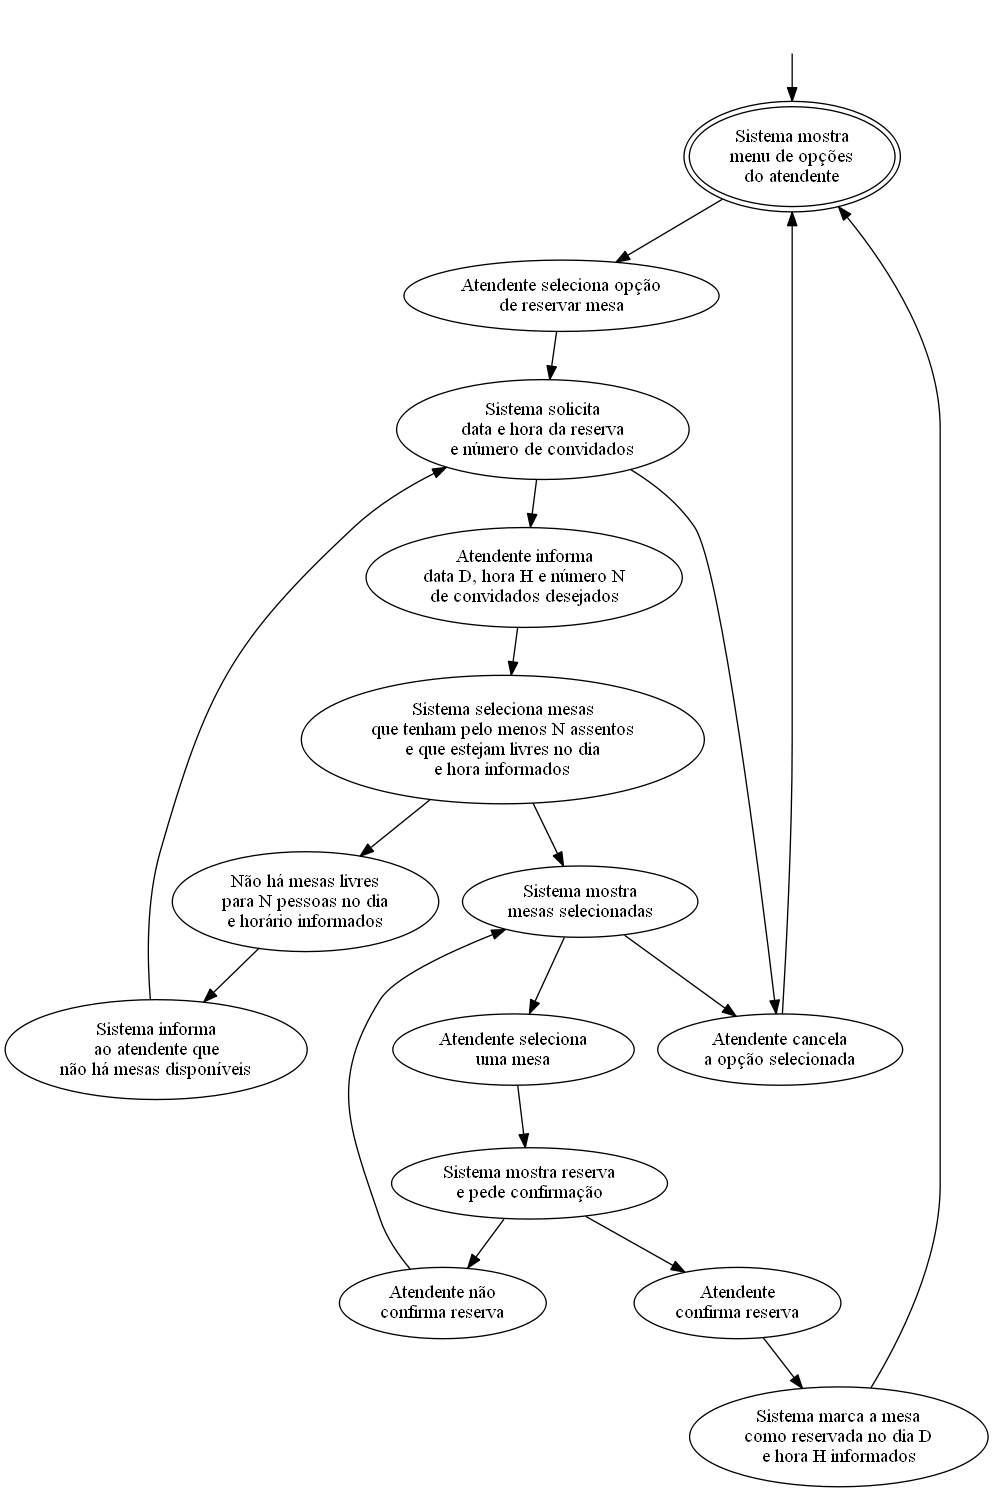 Sistema mostra
menu de opções
do atendente
Atendente seleciona opção
de reservar mesa
Sistema solicita
data e hora da reserva
e número de convidados
Atendente informa
data D, hora H e número N
de convidados desejados
Sistema seleciona mesas
que tenham pelo menos N assentos
e que estejam livres no dia
e hora informados
Não há mesas livres
para N pessoas no dia
e horário informados
Sistema mostra
mesas selecionadas
Sistema informa
ao atendente que
não há mesas disponíveis
Atendente seleciona
uma mesa
Atendente cancela
a opção selecionada
Sistema mostra reserva
e pede confirmação
Atendente não
confirma reserva
Atendente
confirma reserva
Sistema marca a mesa
como reservada no dia D
e hora H informados